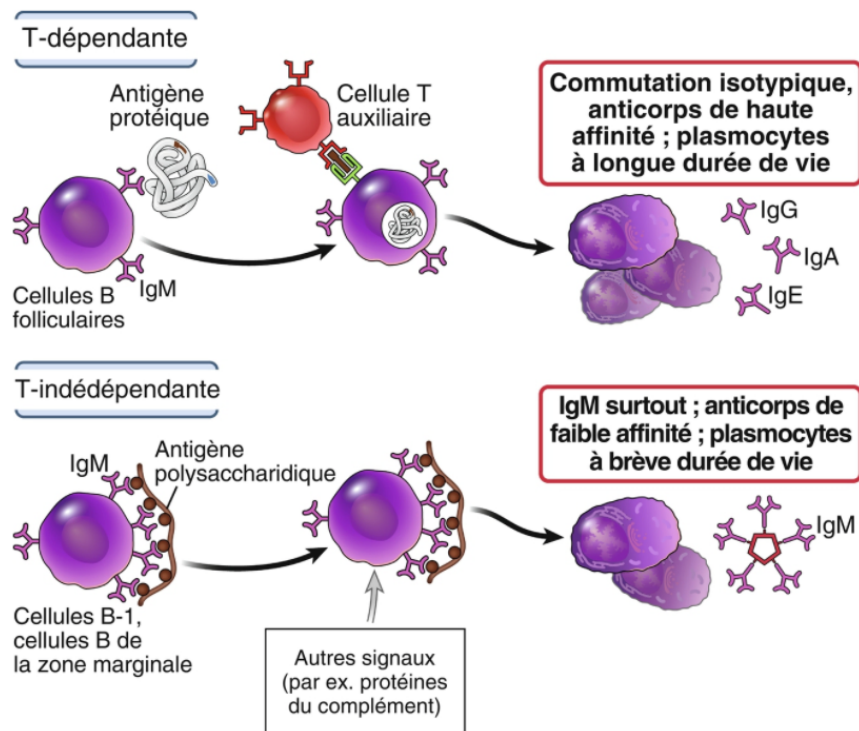 T-dépendante
Antigène
protéique
Cellule T
auxiliaire
IgM
Cellules B
folliculaires
Commutation isotypique,
anticorps de haute
affinité ; plasmocytes
à longue durée de vie
IgG
IgA
IgE
T-indédépendante
IgM
Antigène
polysaccharidique
Cellules B-1,
cellules B de
la zone marginale
Autres signaux
(par ex. protéines
du complément)
IgM surtout ; anticorps de
faible affinité ; plasmocytes
à brève durée de vie
IgM